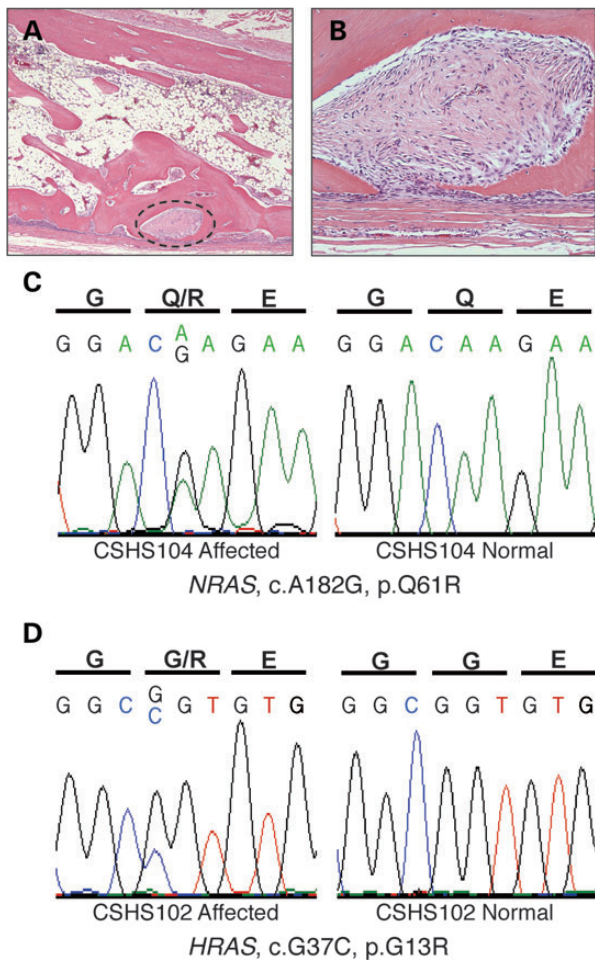 A B
C
G Q/R E G Q E
G G A C A G A G A A G G A C A A G A A
CSHS104 Affected CSHS104 Normal
NRAS, c.A182G, p.Q61R
D
G G/R E G G E
G G C G C G T G T G G G C G G T G T G
CSHS102 Affected CSHS102 Normal
HRAS, c.G37C, p.G13R